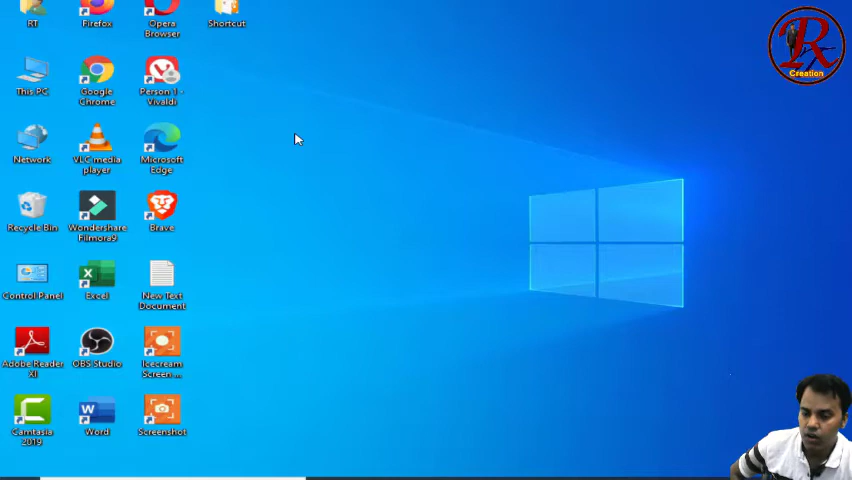 RT
Firefox
Opera
Browser
Shortcut
This PC
Google
Chrome
Person 1 -
Vivaldi
Network
VLC media
player
Microsoft
Edge
Recycle Bin
Wondershare
Filmora9
Brave
Control Panel
Excel
New Text
Document
Adobe Reader
XI
OBS Studio
Icecream
Screen ...
Camtasia
2019
Word
Screenshot
R
Creation